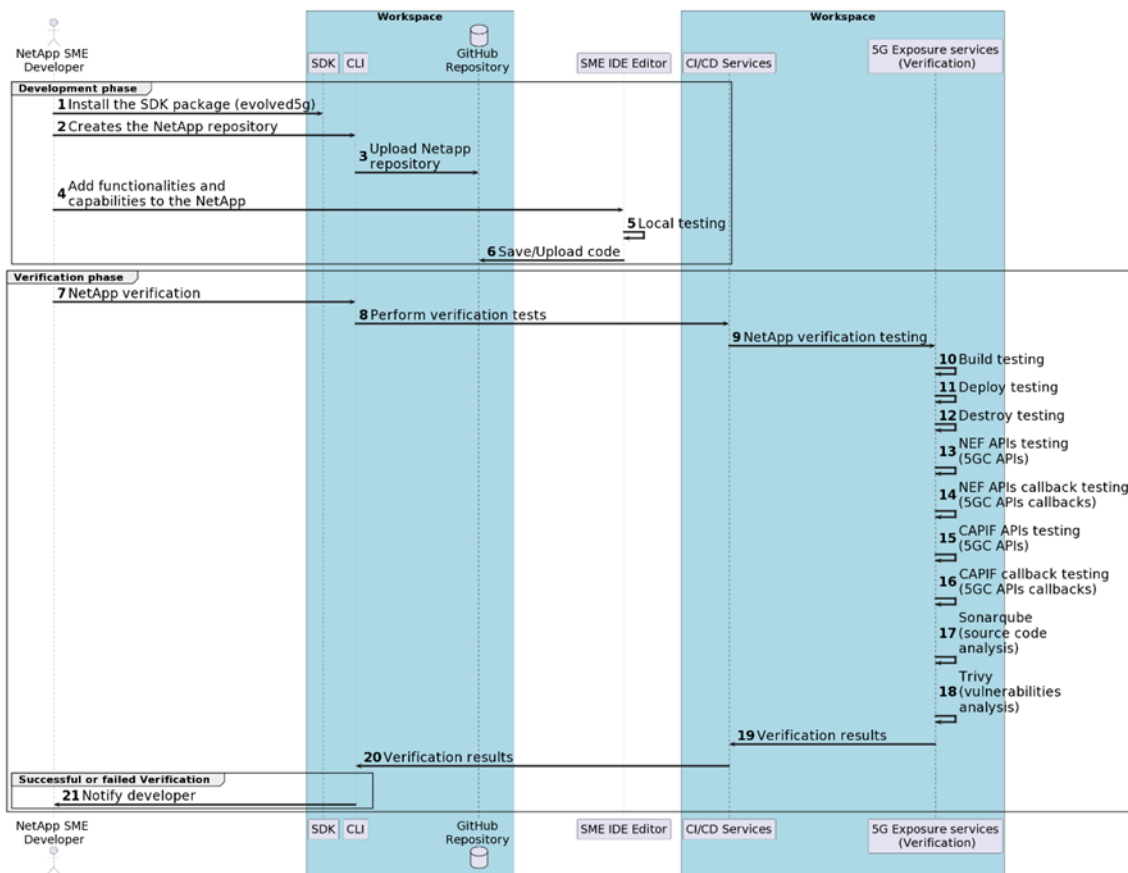 Workspace
Workspace
NetApp SME
Developer
SDK
CLI
GitHub
Repository
SME IDE Editor
CI/CD Services
5G Exposure services
(Verification)
Development phase
1 Install the SDK package (evolved5g)
2 Creates the NetApp repository
3 Upload Netapp
repository
4 Add functionalities and
capabilities to the NetApp
5 Local testing
6 Save/Upload code
Verification phase
7 NetApp verification
8 Perform verification tests
9 NetApp verification testing
10 Build testing
11 Deploy testing
12 Destroy testing
13 NEF APIs testing
(5GC APIs)
14 NEF APIs callback testing
(5GC APIs callbacks)
15 CAPIF APIs testing
(5GC APIs)
16 CAPIF callback testing
(5GC APIs callbacks)
17 Sonarqube
(source code
analysis)
18 Trivy
(vulnerabilities
analysis)
19 Verification results
20 Verification results
Successful or failed Verification
21 Notify developer
NetApp SME
Developer
SDK
CLI
GitHub
Repository
SME IDE Editor
CI/CD Services
5G Exposure services
(Verification)